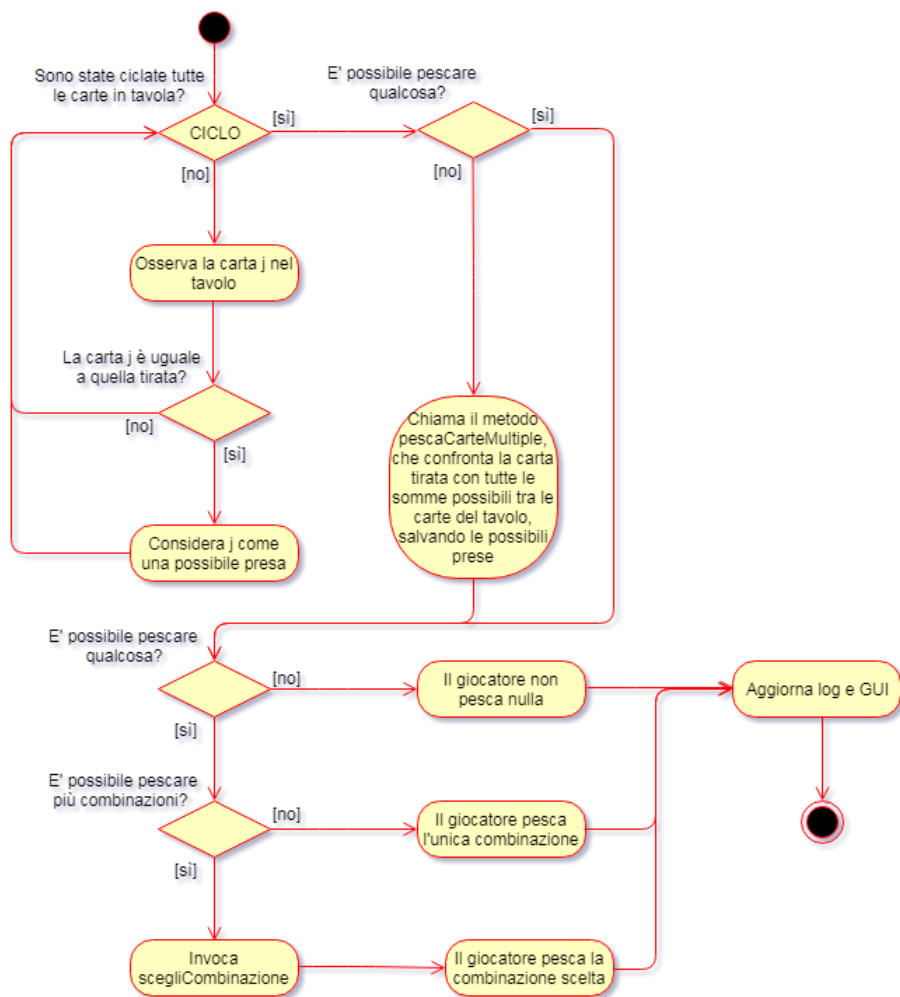 Sono state ciclate tutte
le carte in tavola?
E' possibile pescare
qualcosa?
CICLO
[sì]
[sì]
[no]
[no]
Osserva la carta j nel
tavolo
La carta j è uguale
a quella tirata?
[no]
[sì]
Considera j come
una possibile presa
Chiama il metodo
pescaCarteMultiple,
che confronta la carta
tirata con tutte le
somme possibili tra le
carte del tavolo,
salvando le possibili
prese
E' possibile pescare
qualcosa?
[no]
[sì]
Il giocatore non
pesca nulla
Aggiorna log e GUI
E' possibile pescare
più combinazioni?
[no]
[sì]
Il giocatore pesca
l'unica combinazione
Invoca
scegliCombinazione
Il giocatore pesca la
combinazione scelta